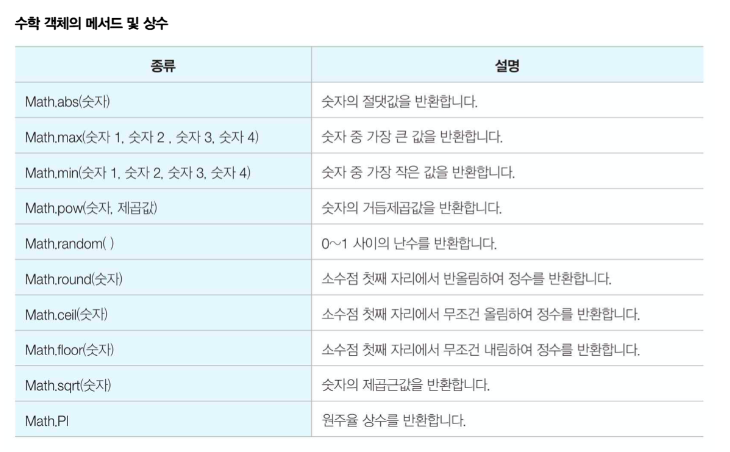 수학 객체의 메서드 및 상수
종류 설명
Math.abs(숫자) 숫자의 절댓값을 반환합니다.
Math.max(숫자 1, 숫자 2 , 숫자 3, 숫자 4) 숫자 중 가장 큰 값을 반환합니다.
Math.min(숫자 1, 숫자 2, 숫자 3, 숫자 4) 숫자 중 가장 작은 값을 반환합니다.
Math.pow(숫자, 제곱값) 숫자의 거듭제곱값을 반환합니다.
Math.random( ) 0~1 사이의 난수를 반환합니다.
Math.round(숫자) 소수점 첫째 자리에서 반올림하여 정수를 반환합니다.
Math.ceil(숫자) 소수점 첫째 자리에서 무조건 올림하여 정수를 반환합니다.
Math.floor(숫자) 소수점 첫째 자리에서 무조건 내림하여 정수를 반환합니다.
Math.sqrt(숫자) 숫자의 제곱근값을 반환합니다.
Math.PI 원주율 상수를 반환합니다.